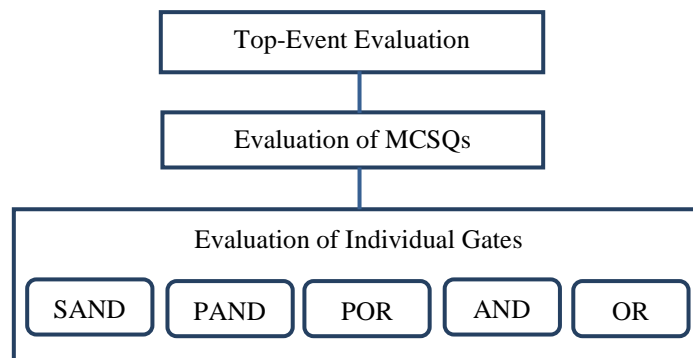 Top-Event Evaluation
Evaluation of MCSQs
Evaluation of Individual Gates
SAND PAND POR AND OR